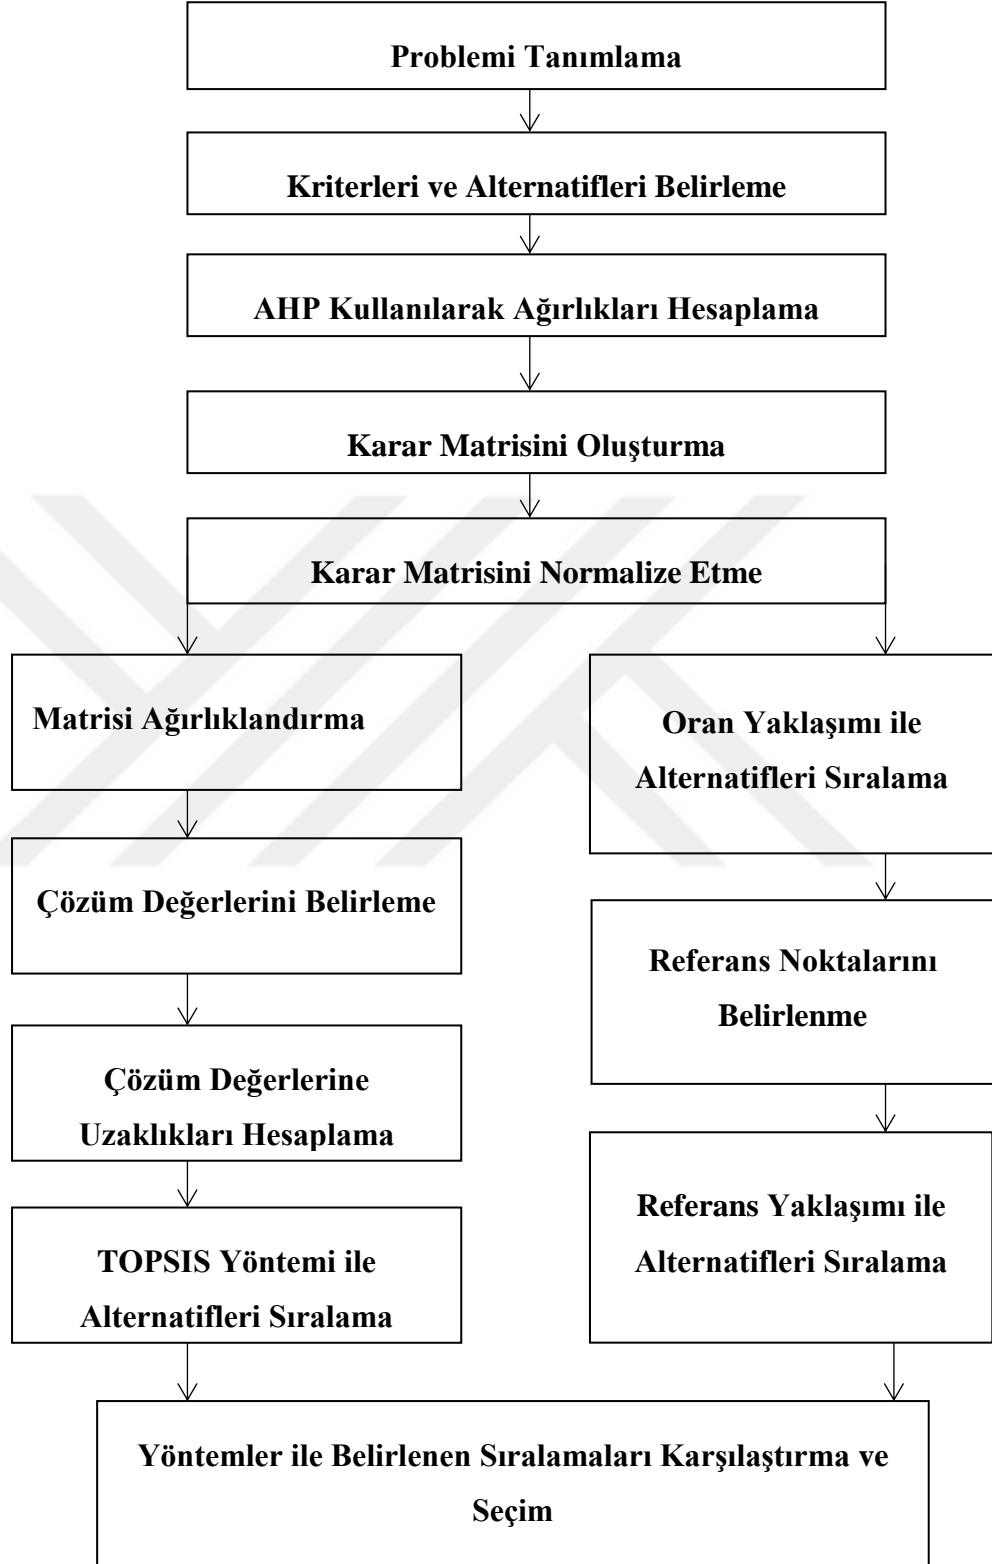 Problemi Tanımlama
Kriterleri ve Alternatifleri Belirleme
AHP Kullanılarak Ağırlıkları Hesaplama
Karar Matrisini Oluşturma
Karar Matrisini Normalize Etme
Matrisi Ağırlıklandırma
Çözüm Değerlerini Belirleme
Çözüm Değerlerine
Uzaklıkları Hesaplama
TOPSIS Yöntemi ile
Alternatifleri Sıralama
Oran Yaklaşımı ile
Alternatifleri Sıralama
Referans Noktalarını
Belirlenme
Referans Yaklaşımı ile
Alternatifleri Sıralama
Yöntemler ile Belirlenen Sıralamaları Karşılaştırma ve
Seçim